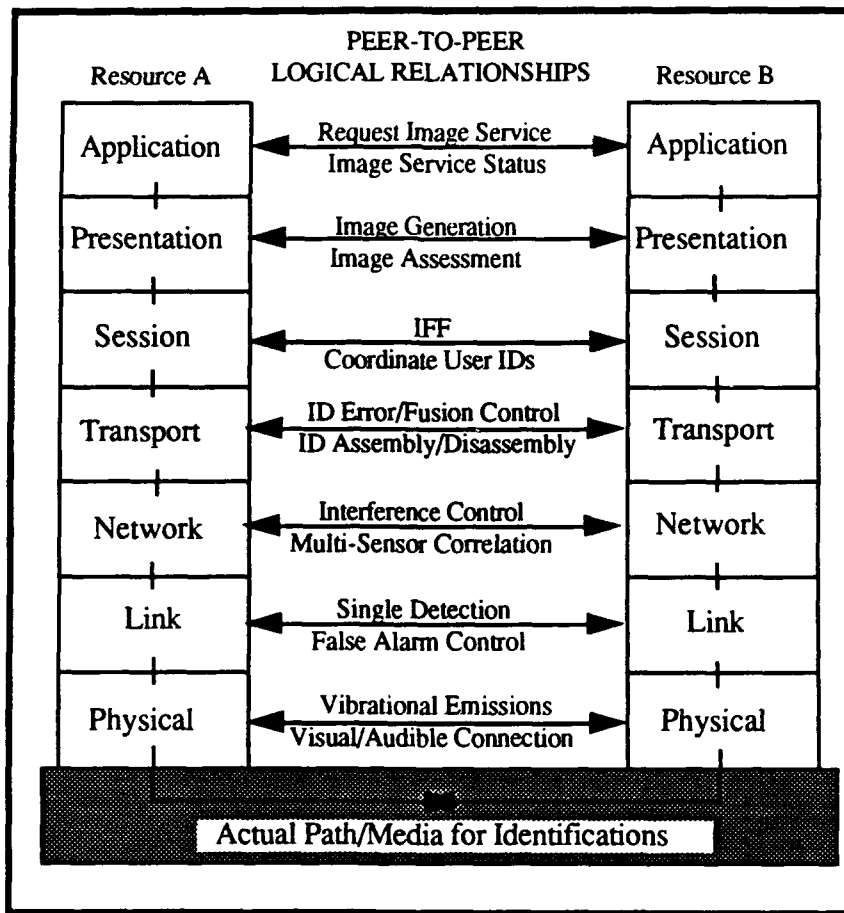 PEER-TO-PEER
LOGICAL RELATIONSHIPS
Resource A
Resource B
Application
Request Image Service
Image Service Status
Application
Presentation
Image Generation
Image Assessment
Presentation
Session
IFF
Coordinate User IDs
Session
Transport
ID Error/Fusion Control
ID Assembly/Disassembly
Transport
Network
Interference Control
Multi-Sensor Correlation
Network
Link
Single Detection
False Alarm Control
Link
Physical
Vibrational Emissions
Visual/Audible Connection
Physical
Actual Path/Media for Identifications